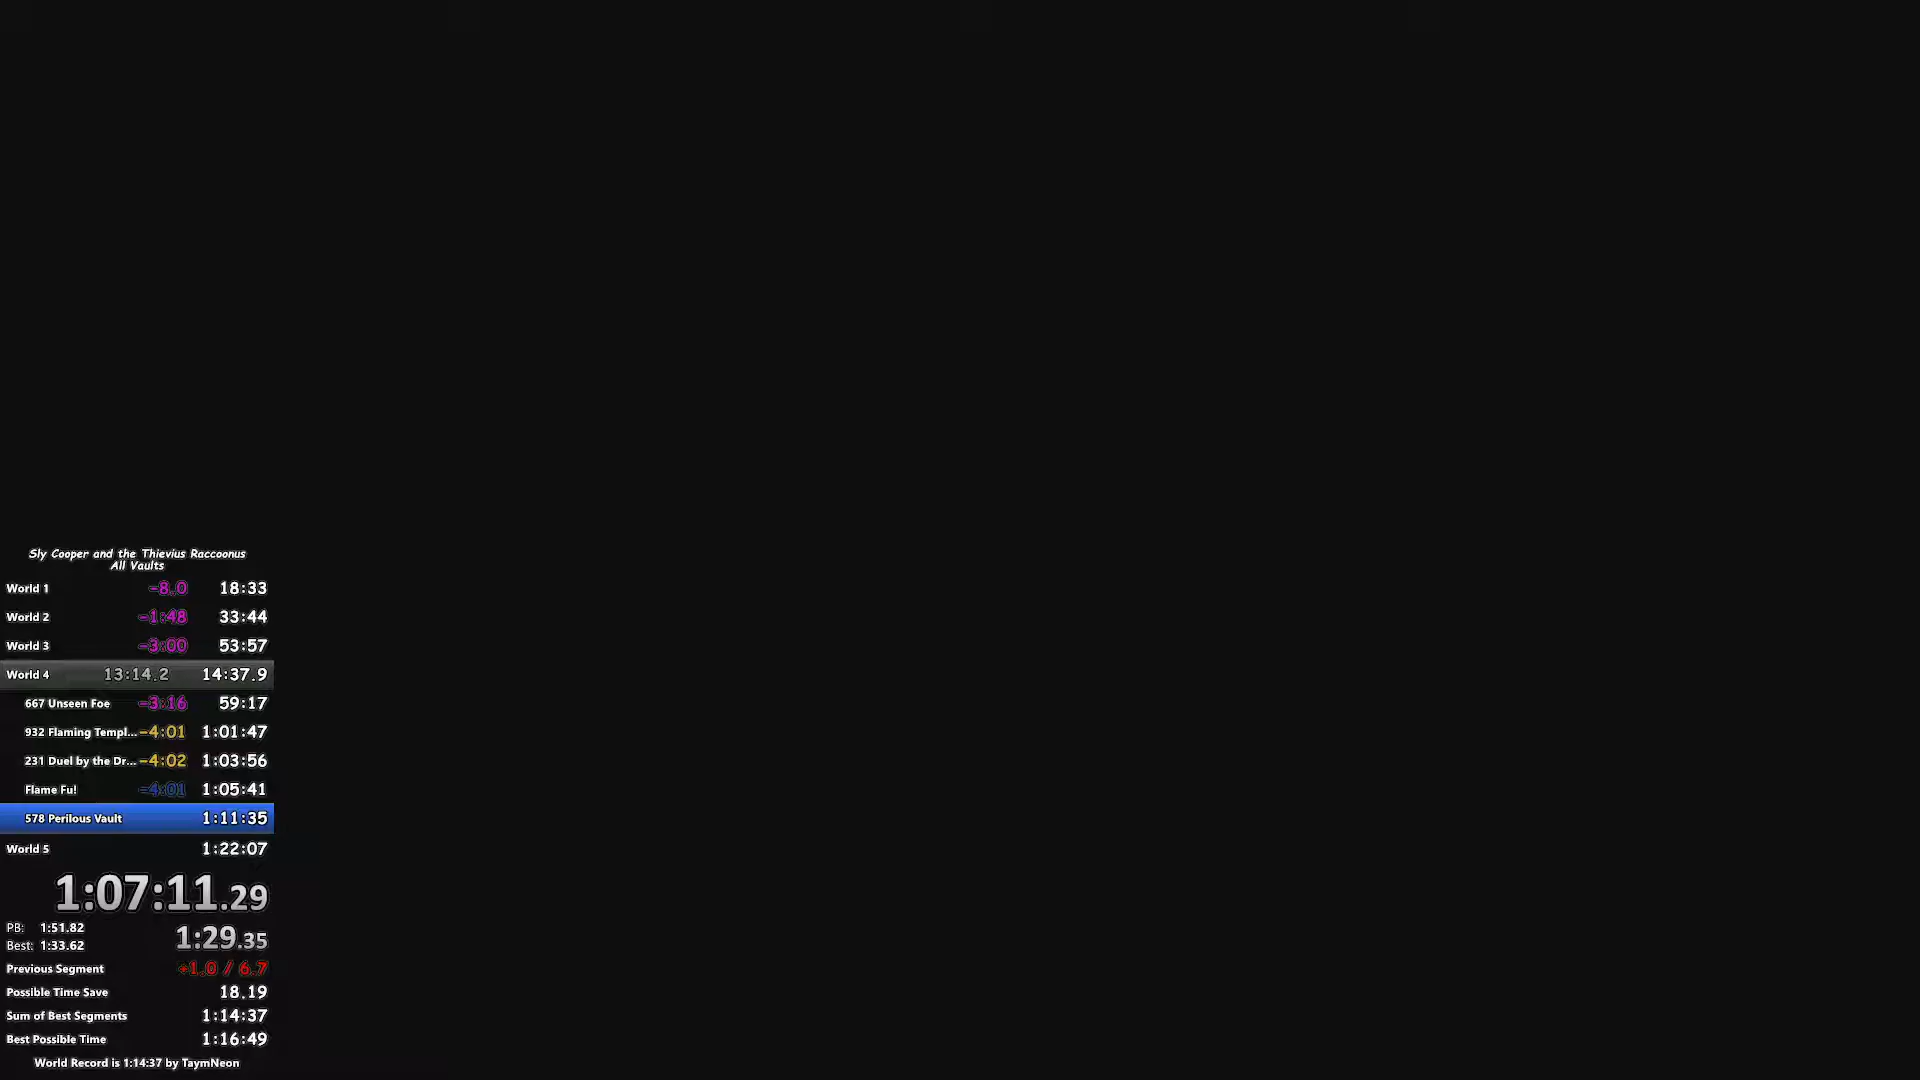 Sly Cooper and the Thievius Raccoonus
All Vaults
World 1 -8.0 18:33
World 2 -1:48 33:44
World 3 -3:00 53:57
World 4 13:14.2 14:37.9
667 Unseen Foe -3:16 59:17
932 Flaming Templ... -4:01 1:01:47
231 Duel by the Dr... -4:02 1:03:56
Flame Fu! -4:01 1:05:41
578 Perilous Vault 1:11:35
World 5 1:22:07
1:07:11.29
PB: 1:51.82
1:29.35
Best: 1:33.62
Previous Segment +1.0 / 6.7
Possible Time Save 18.19
Sum of Best Segments 1:14:37
Best Possible Time 1:16:49
World Record is 1:14:37 by TaymNeon